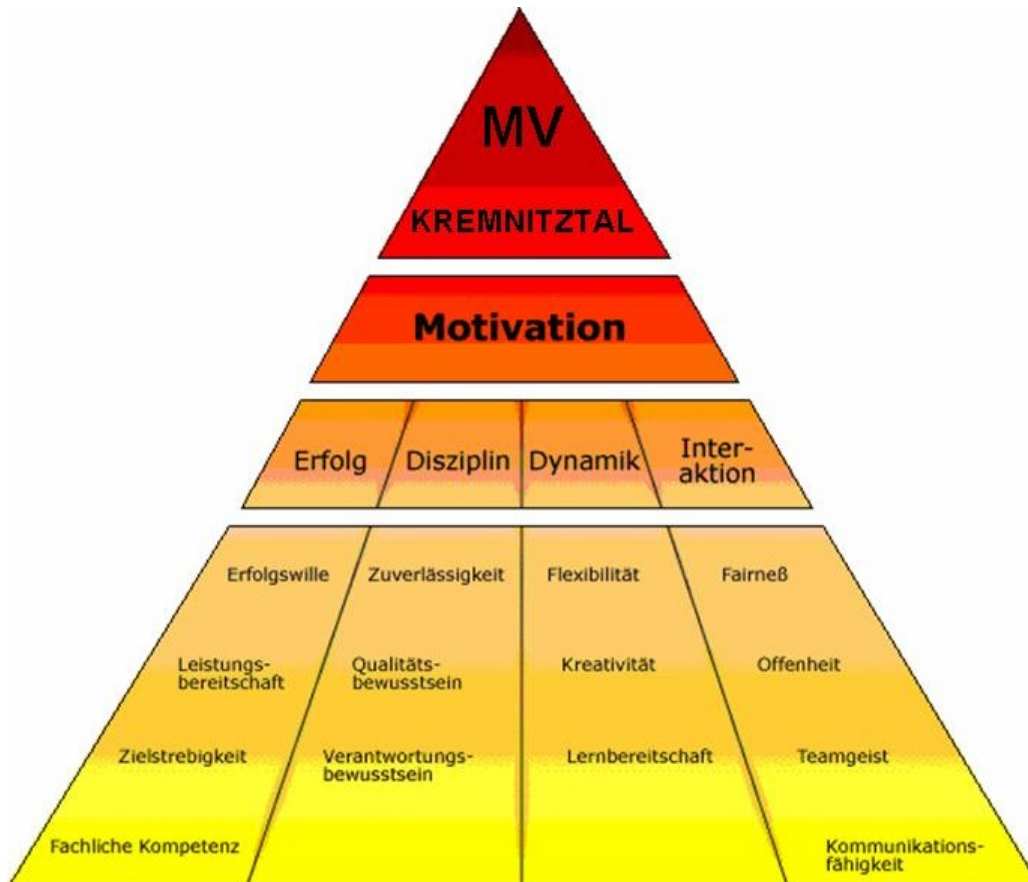 MV
KREMNITZTAL
Motivation
Erfolg
Disziplin
Dynamik
Inter-
aktion
Erfolgswille
Zuverlässigkeit
Flexibilität
Fairneß
Leistungs-
bereitschaft
Qualitäts-
bewusstsein
Kreativität
Offenheit
Zielstrebigkeit
Verantwortungs-
bewusstsein
Lernbereitschaft
Teamgeist
Fachliche Kompetenz
Kommunikations-
fähigkeit